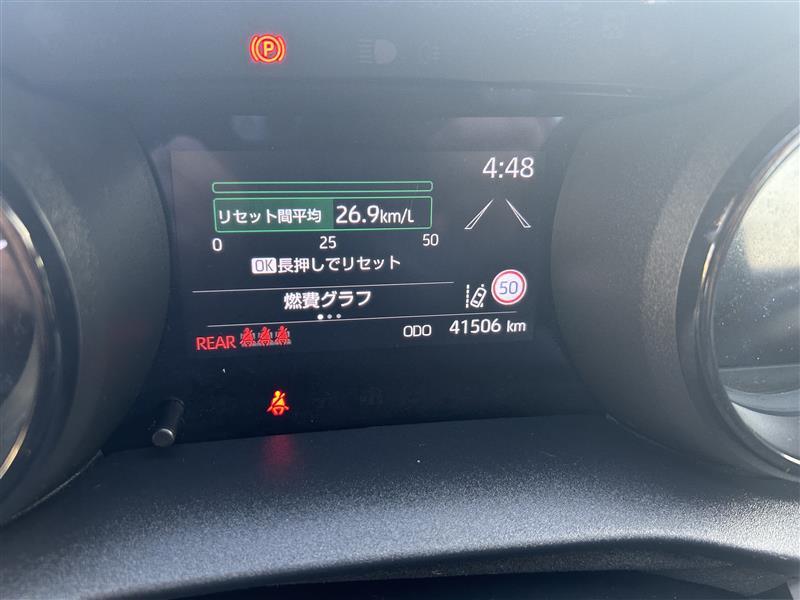 P
4:48
リセット間平均 26.9km/L
0 25 50
OK長押しでリセット
燃費グラフ
50
REAR
ODO 41506 km